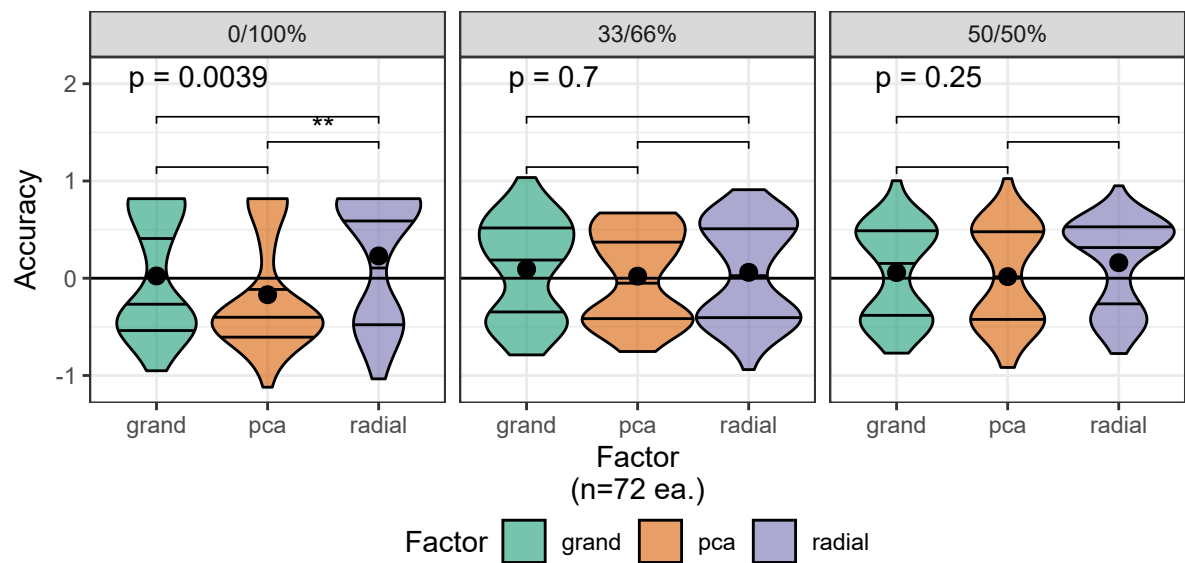 0/100%
33/66%
50/50%
p = 0.0039
p = 0.7
p = 0.25
**
2
1
0
-1
Accuracy
grand pca radial
grand pca radial
grand pca radial
Factor
(n=72 ea.)
Factor grand pca radial